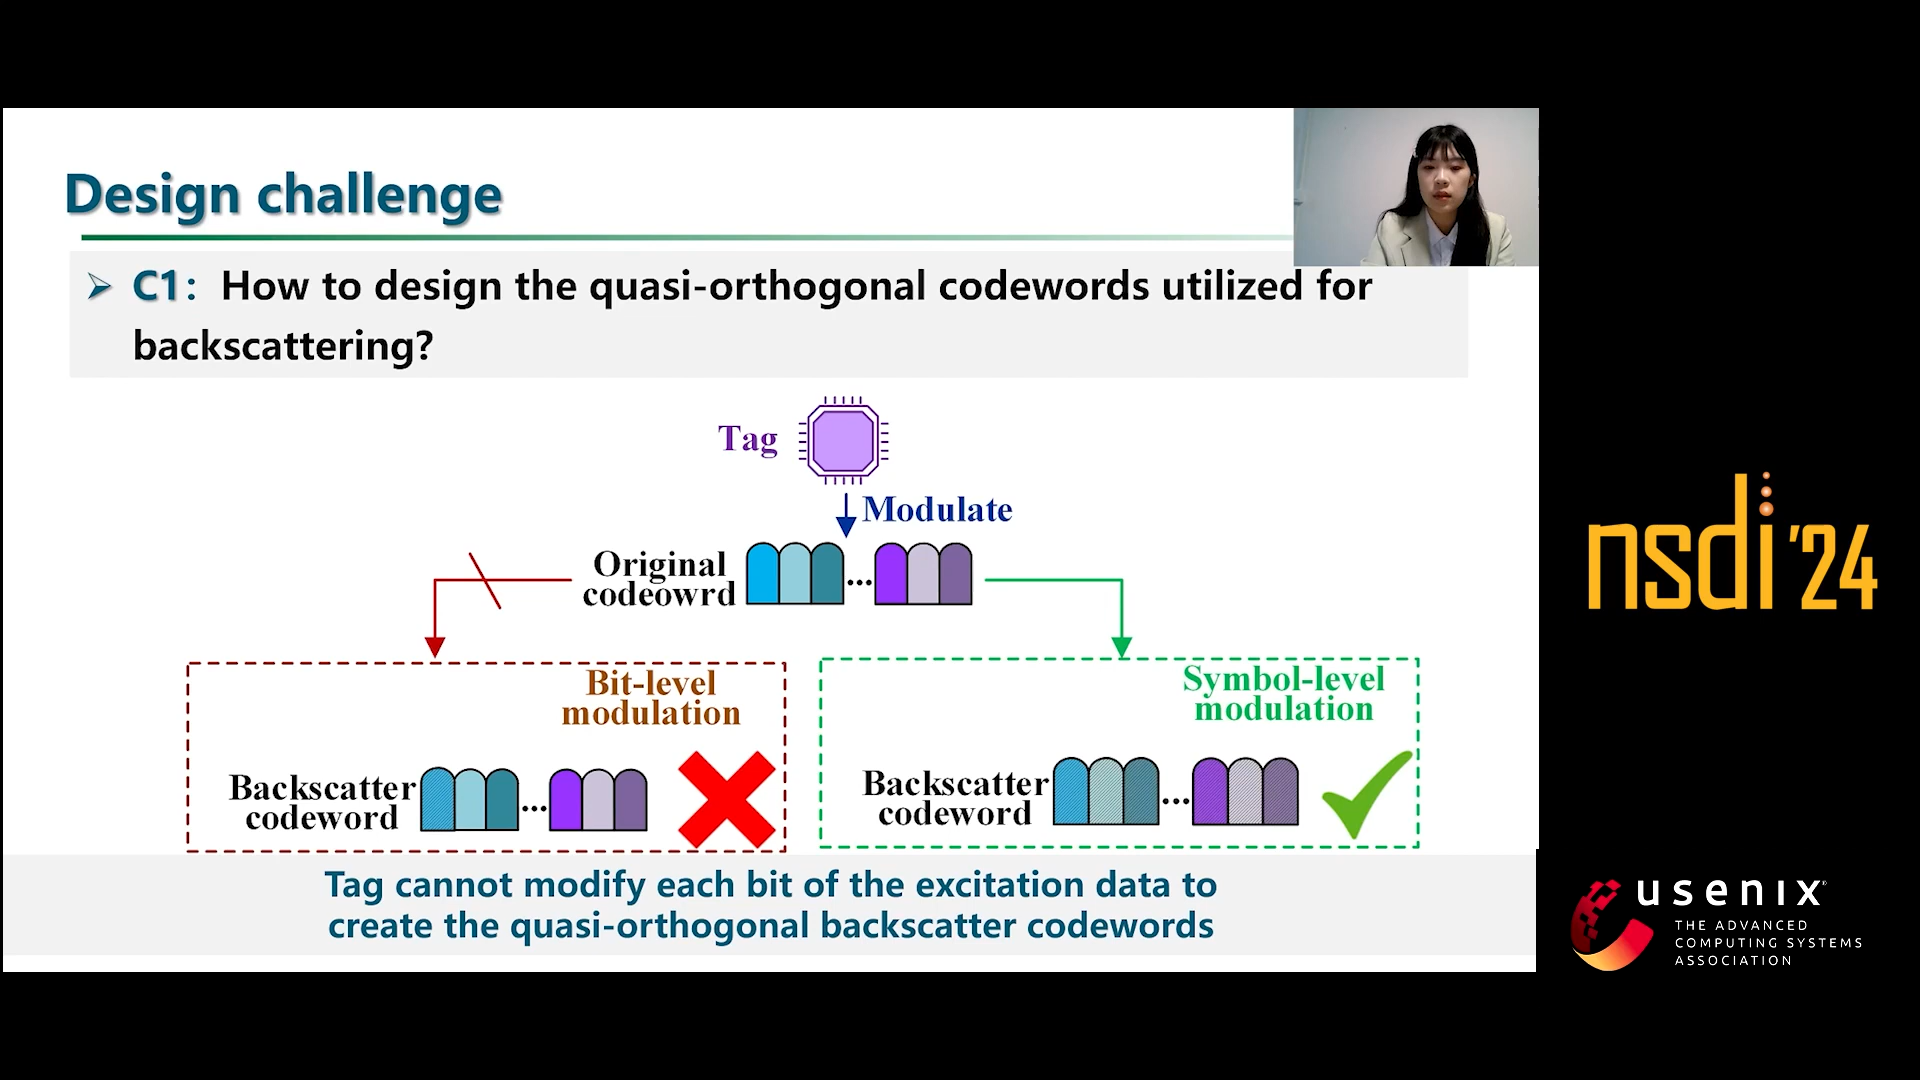 Design challenge
➢ C1: How to design the quasi-orthogonal codewords utilized for
backscattering?
Tag
Modulate
Original
codeowrd
...
Bit-level
modulation
Backscatter
codeword
...
Symbol-level
modulation
Backscatter
codeword
...
Tag cannot modify each bit of the excitation data to
create the quasi-orthogonal backscatter codewords
nsdi '24
usenix®
THE ADVANCED
COMPUTING SYSTEMS
ASSOCIATION